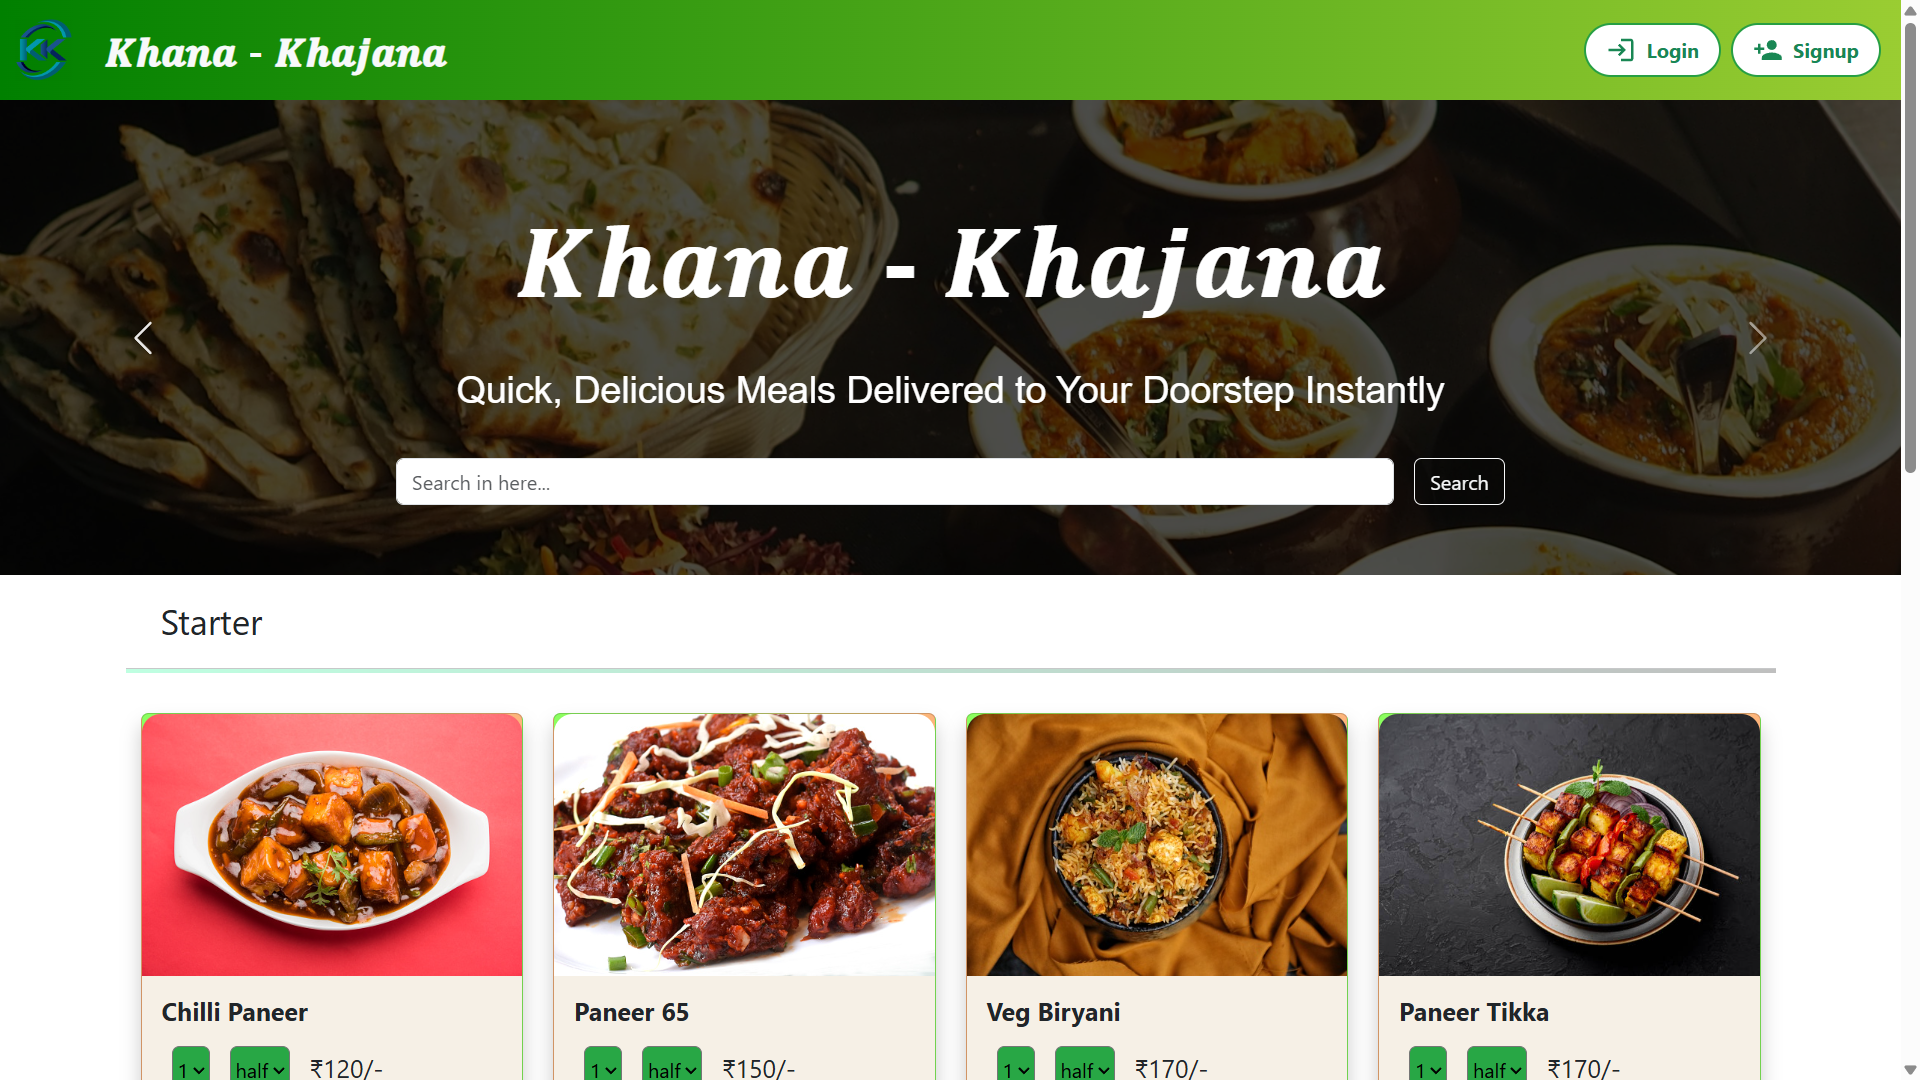 Khana - Khajana
Login
Signup
Khana - Khajana
Quick, Delicious Meals Delivered to Your Doorstep Instantly
Search in here...
Search
Starter
Chilli Paneer
1 half ₹120/-
Paneer 65
1 half ₹150/-
Veg Biryani
1 half ₹170/-
Paneer Tikka
1 half ₹170/-